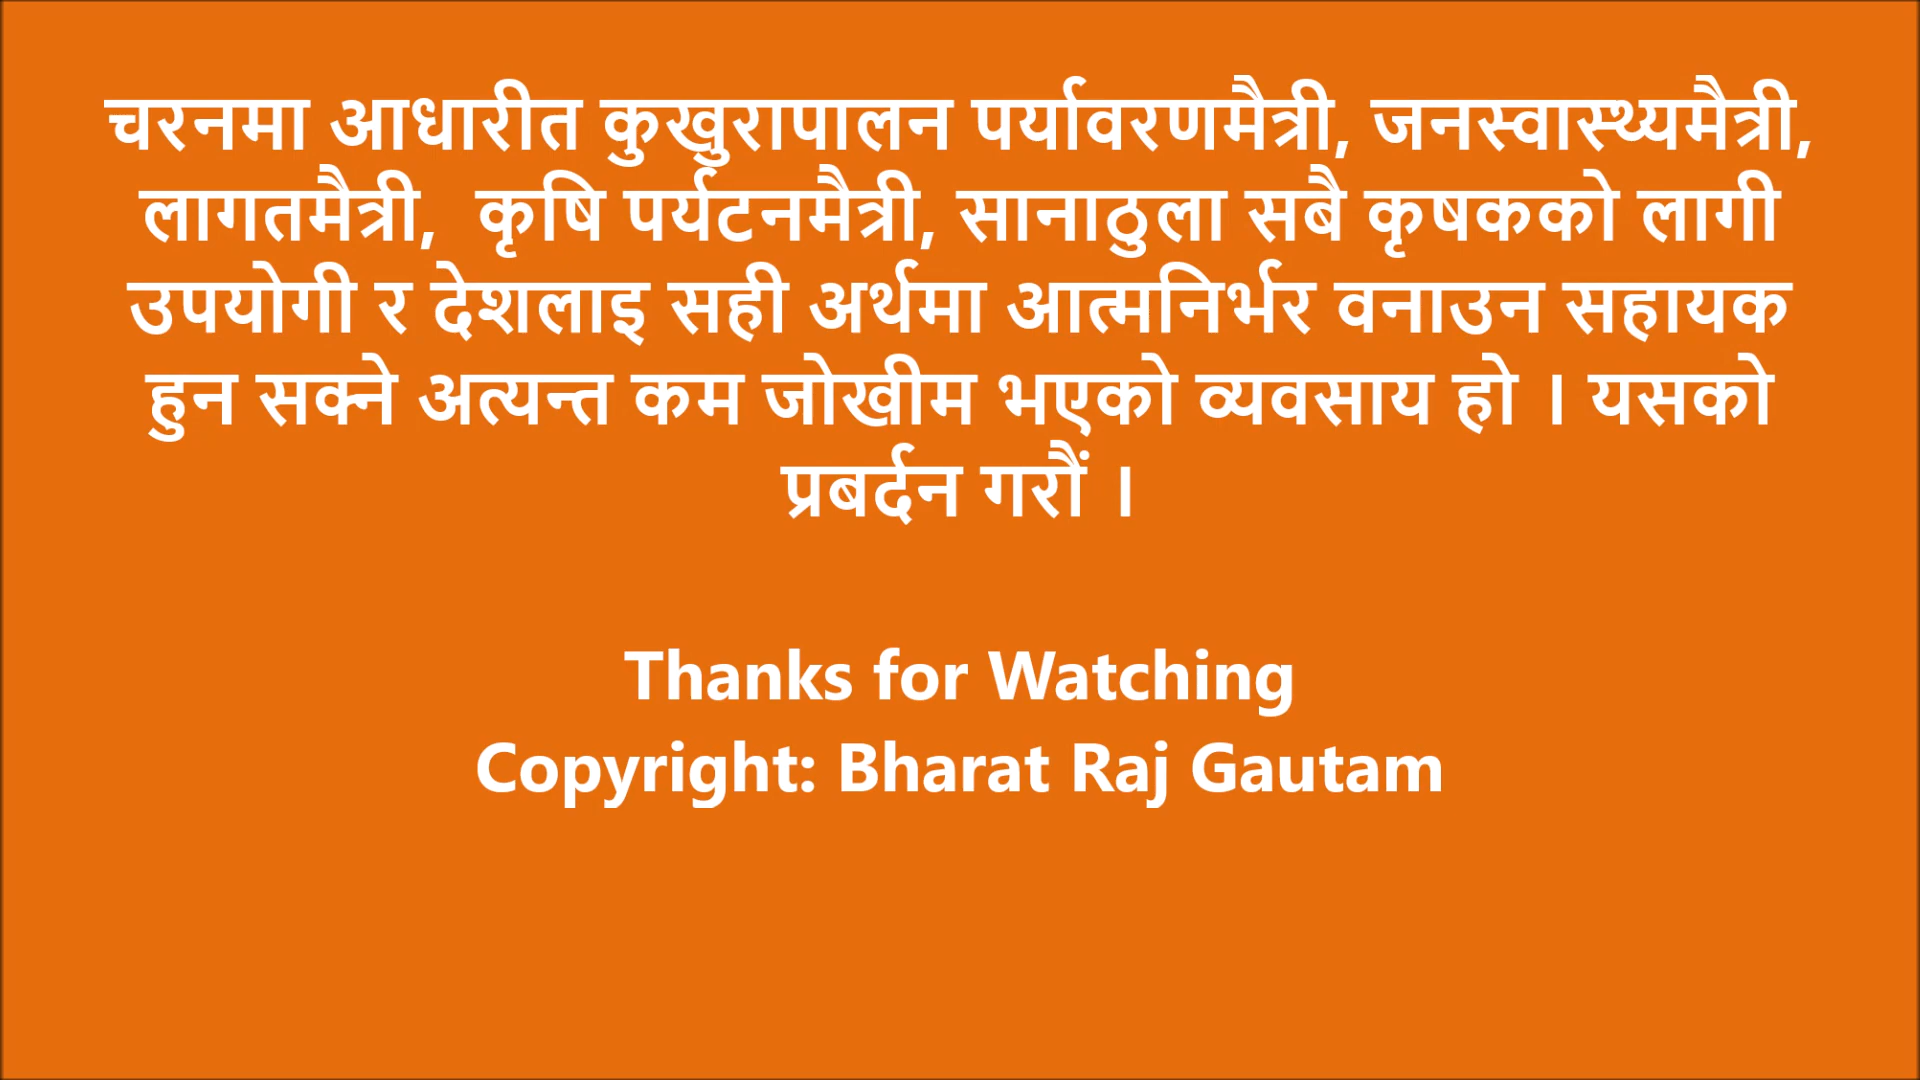 चरनमा आधारीत कुखुरापालन पर्यावरणमैत्री, जनस्वास्थ्यमैत्री,
लागतमैत्री, कृषि पर्यटनमैत्री, सानाठुला सबै कृषकको लागी
उपयोगी र देशलाइ सही अर्थमा आत्मनिर्भर वनाउन सहायक
हुन सक्ने अत्यन्त कम जोखीम भएको व्यवसाय हो । यसको
प्रबर्दन गरौं ।
Thanks for Watching
Copyright: Bharat Raj Gautam